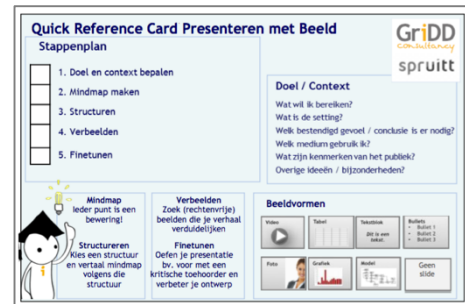 Quick Reference Card Presenteren met Beeld
GriDD
consultancy
spruitt
Stappenplan
1. Doel en context bepalen
2. Mindmap maken
3. Structuren
4. Verbeelden
5. Finetunen
Doel / Context
Wat wil ik bereiken?
Wat is de setting?
Welk bestendigd gevoel / conclusie is er nodig?
Welk medium gebruik ik?
Wat zijn kenmerken van het publiek?
Overige ideeën / bijzonderheden?
Mindmap
Ieder punt is een
bewering!
Structureren
Kies een structuur
en vertaal mindmap
volgens die
structuur
Verbeelden
Zoek (rechtenvrije)
beelden die je verhaal
verduidelijken
Finetunen
Oefen je presentatie
bv. voor met een
kritische toehoorder en
verbeter je ontwerp
Beeldvormen
Video
Tabel
Tekstblok
Dit is een
tekst.
Bullets
• Bullet 1
• Bullet 2
• Bullet 3
Foto
Grafiek
Model
Geen
slide